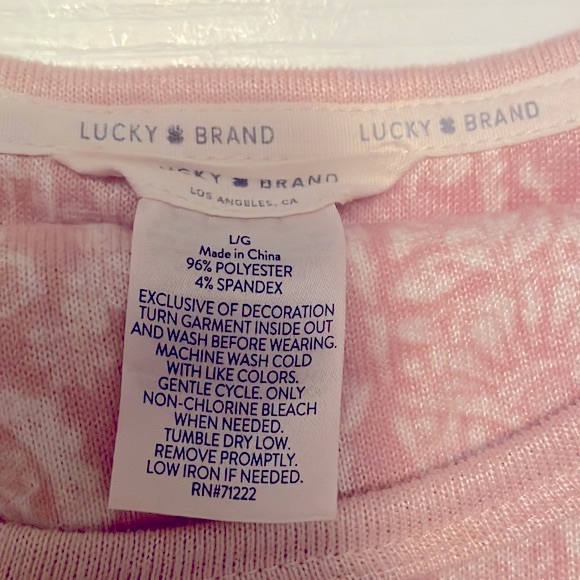 LUCKY BRAND LUCKY BRAND
BRAND
LOS ANGELES, CA
L/G
Made in China
96% POLYESTER
4% SPANDEX
EXCLUSIVE OF DECORATION
TURN GARMENT INSIDE OUT
AND WASH BEFORE WEARING.
MACHINE WASH COLD
WITH LIKE COLORS.
GENTLE CYCLE. ONLY
NON-CHLORINE BLEACH
WHEN NEEDED.
TUMBLE DRY LOW.
REMOVE PROMPTLY.
LOW IRON IF NEEDED.
RN#71222